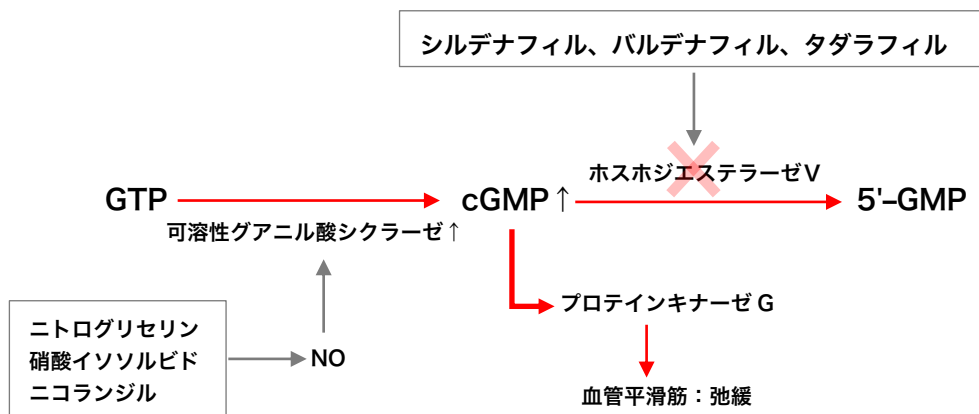 シルデナフィル、バルデナフィル、タダラフィル
ホスホジエステラーゼⅤ
GTP
cGMP↑
5'–GMP
可溶性グアニル酸シクラーゼ↑
プロテインキナーゼ G
ニトログリセリン
硝酸イソソルビド
ニコランジル
NO
血管平滑筋：弛緩